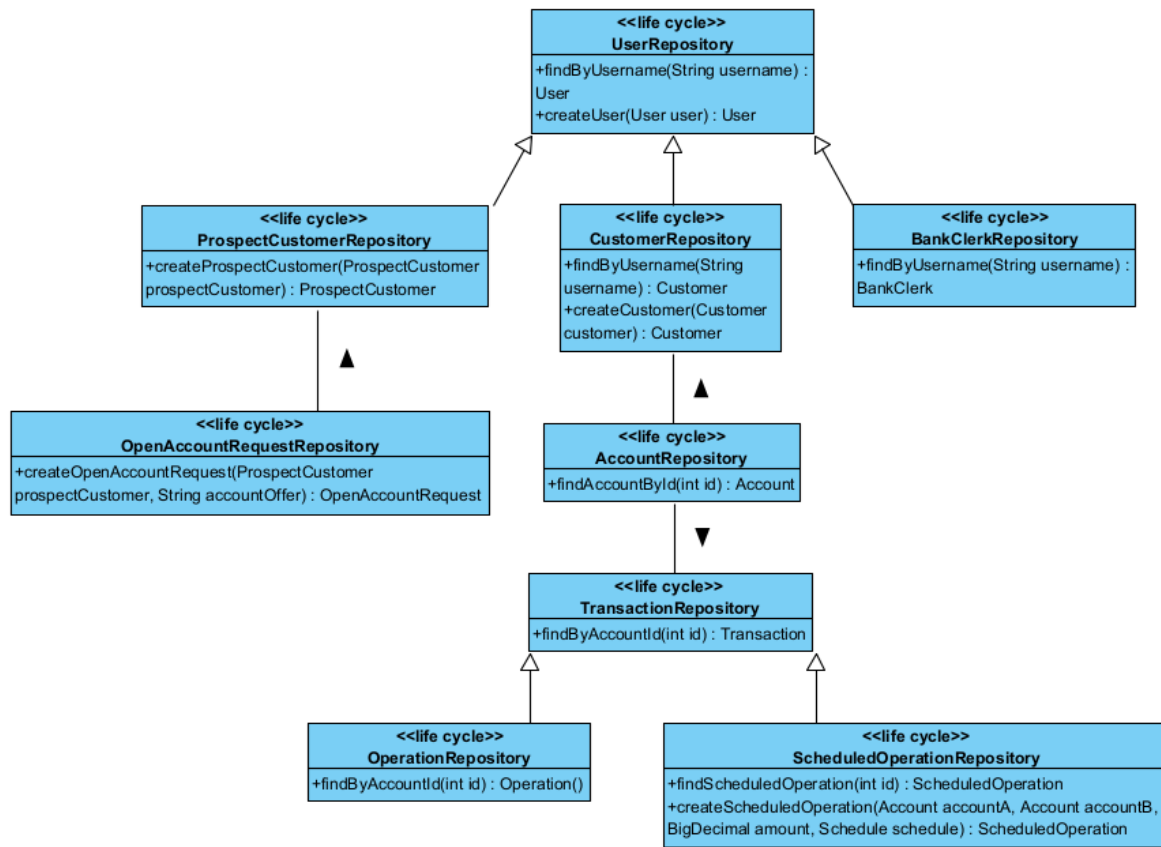 <<life cycle>>
UserRepository
+findByUsername(String username) :
User
+createUser(User user) : User
<<life cycle>>
ProspectCustomerRepository
+createProspectCustomer(ProspectCustomer
prospectCustomer) : ProspectCustomer
<<life cycle>>
CustomerRepository
+findByUsername(String
username) : Customer
+createCustomer(Customer
customer) : Customer
<<life cycle>>
BankClerkRepository
+findByUsername(String username) :
BankClerk
<<life cycle>>
OpenAccountRequestRepository
+createOpenAccountRequest(ProspectCustomer
prospectCustomer, String accountOffer) : OpenAccountRequest
<<life cycle>>
AccountRepository
+findAccountById(int id) : Account
<<life cycle>>
TransactionRepository
+findByAccountId(int id) : Transaction
<<life cycle>>
OperationRepository
+findByAccountId(int id) : Operation()
<<life cycle>>
ScheduledOperationRepository
+findScheduledOperation(int id) : ScheduledOperation
+createScheduledOperation(Account accountA, Account accountB,
BigDecimal amount, Schedule schedule) : ScheduledOperation